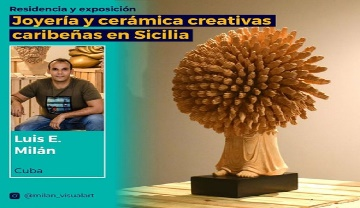 Residencia y exposición
Joyería y cerámica creativas
caribeñas en Sicilia
Luis E.
Milán
Cuba
@milan_visualart